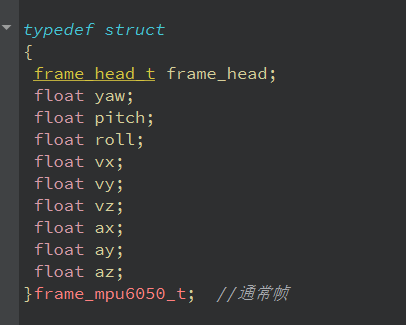 typedef struct
{
frame_head_t frame_head;
float yaw;
float pitch;
float roll;
float vx;
float vy;
float vz;
float ax;
float ay;
float az;
}frame_mpu6050_t;  //通常帧